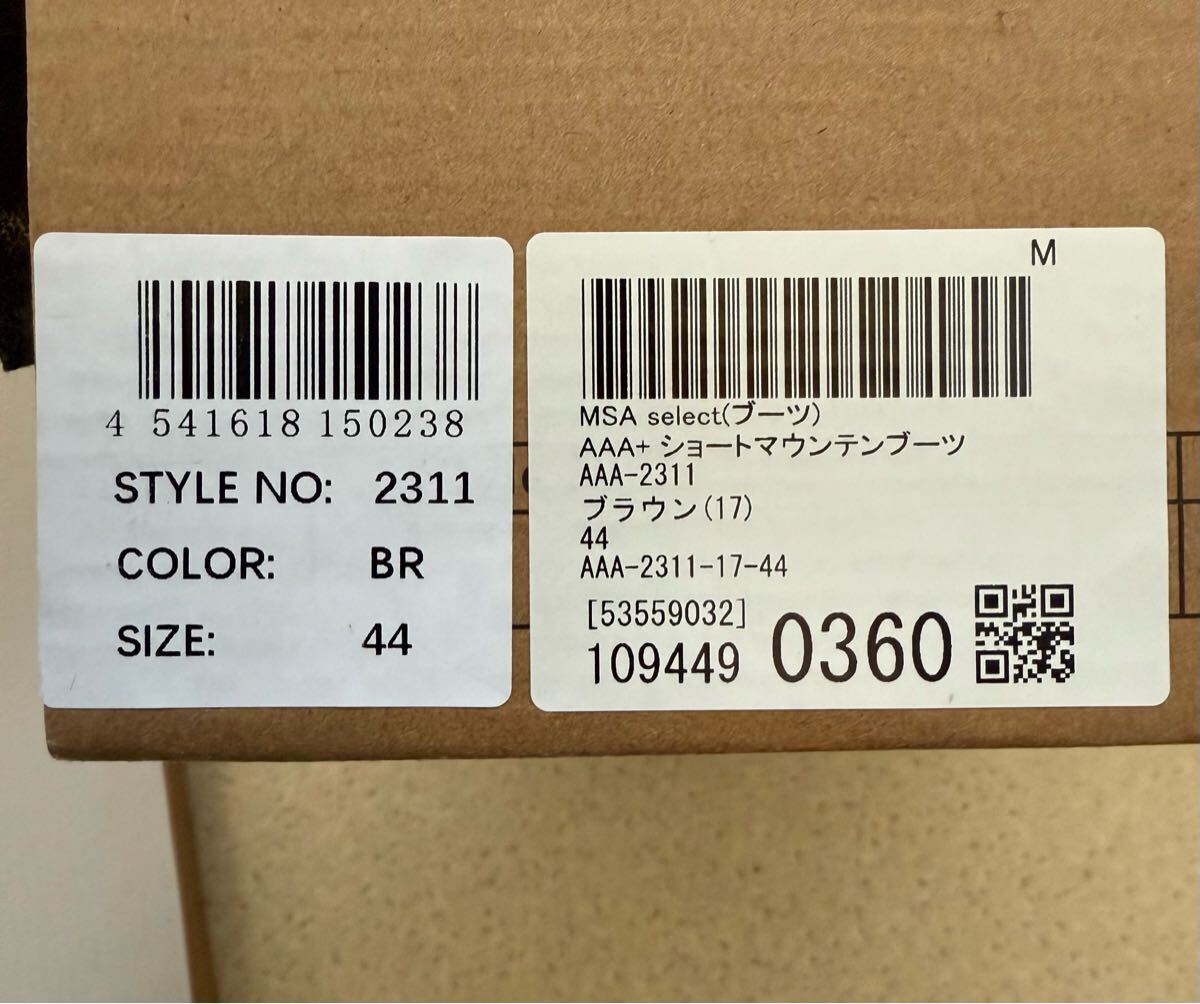 4 541618 150238
STYLE NO: 2311
COLOR: BR
SIZE: 44
M
MSA select(ブーツ)
AAA+ ショートマウンテンブーツ
AAA-2311
ブラウン(17)
44
AAA-2311-17-44
[53559032]
109449 0360